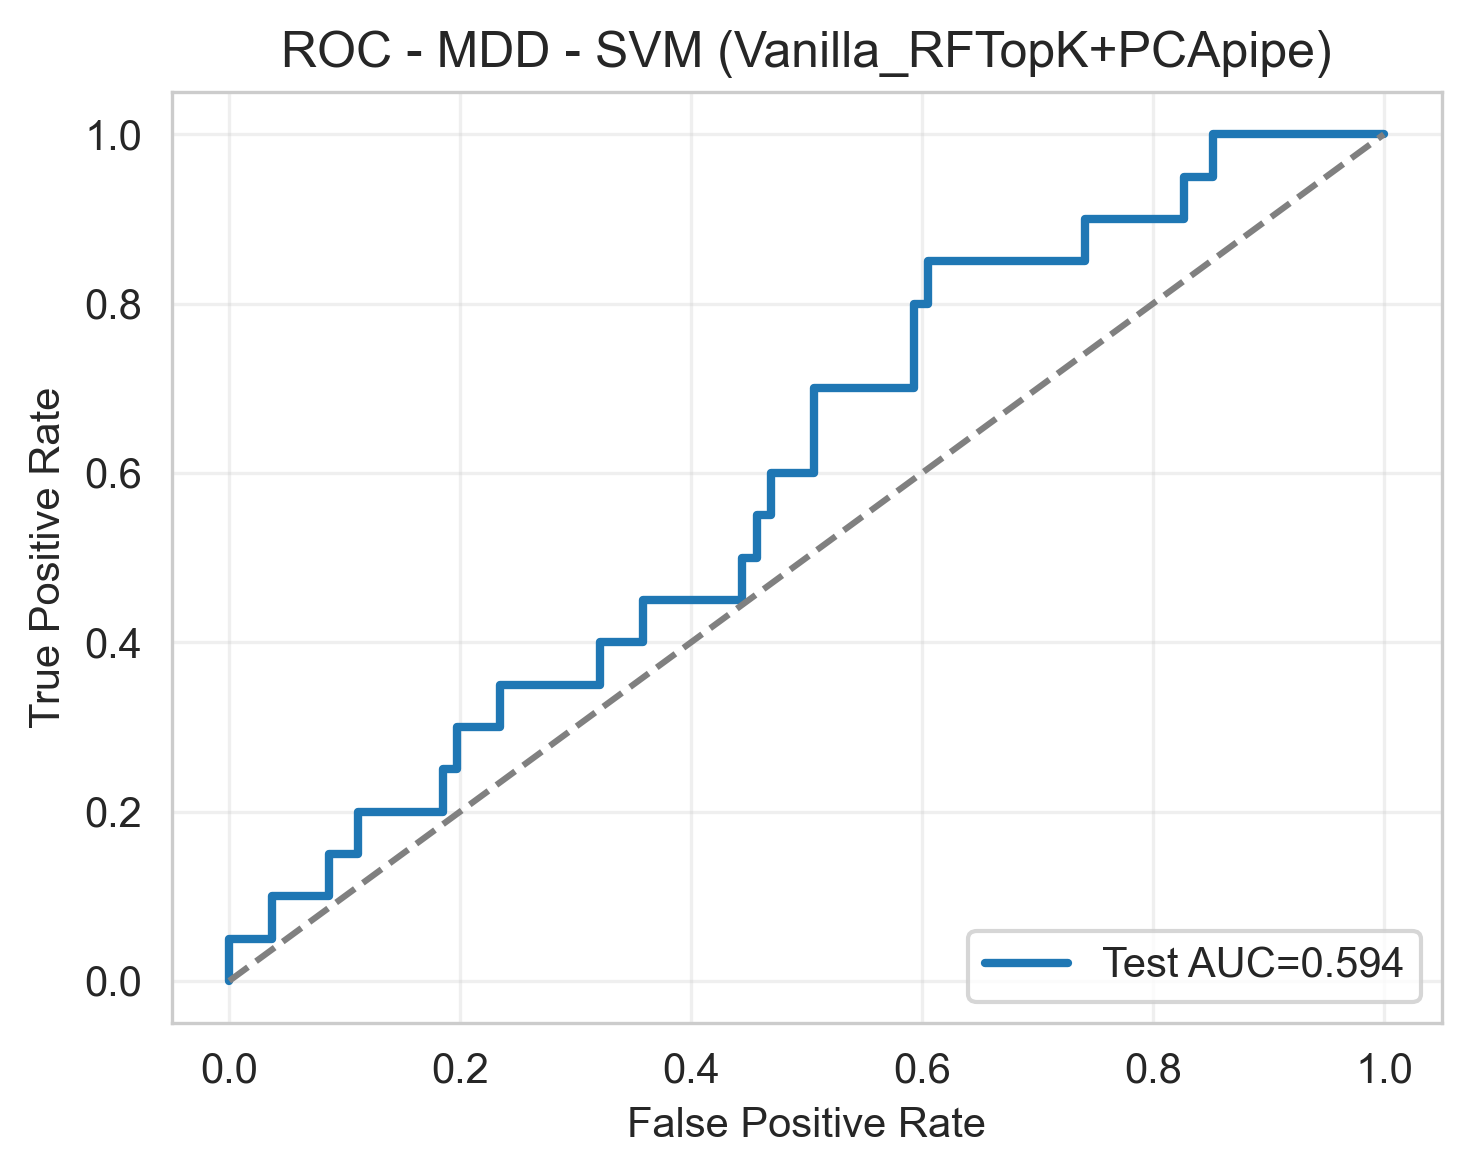 ROC - MDD - SVM (Vanilla_RFTopK+PCApipe)
1.0
0.8
0.6
0.4
0.2
0.0
True Positive Rate
Test AUC=0.594
0.0 0.2 0.4 0.6 0.8 1.0
False Positive Rate